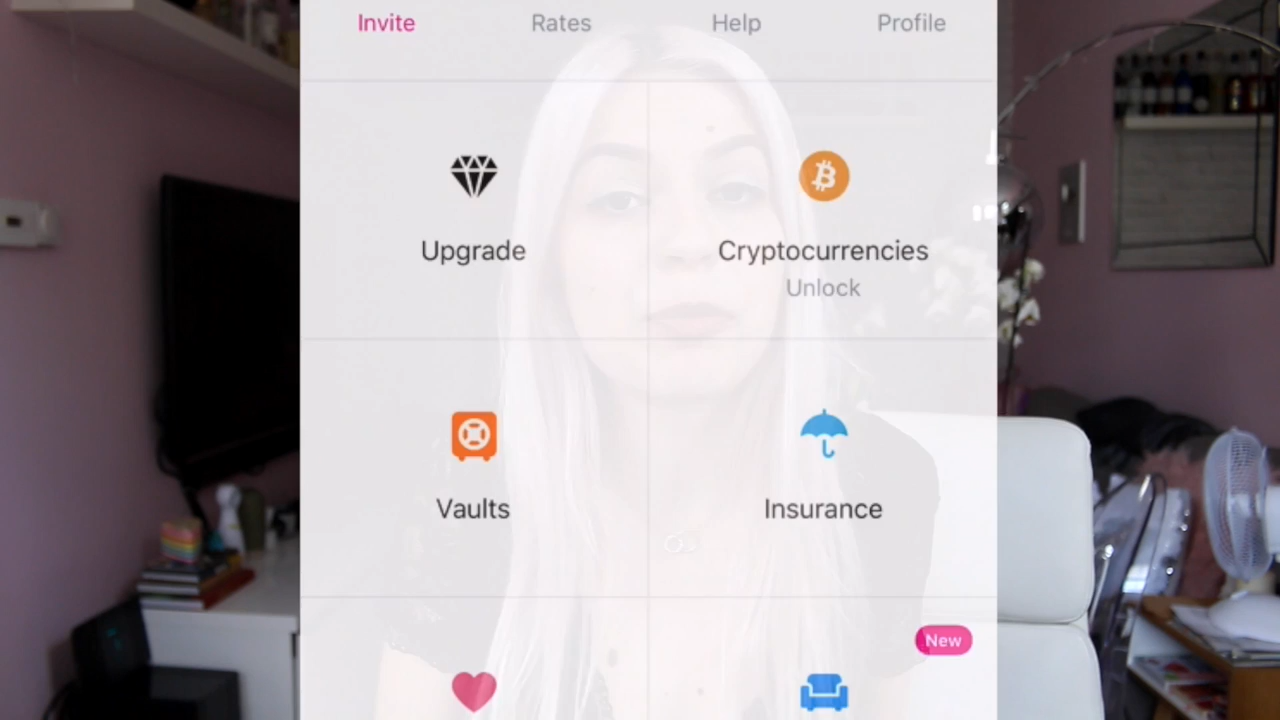 Invite Rates Help Profile
Upgrade
Cryptocurrencies
Unlock
Vaults
Insurance
New